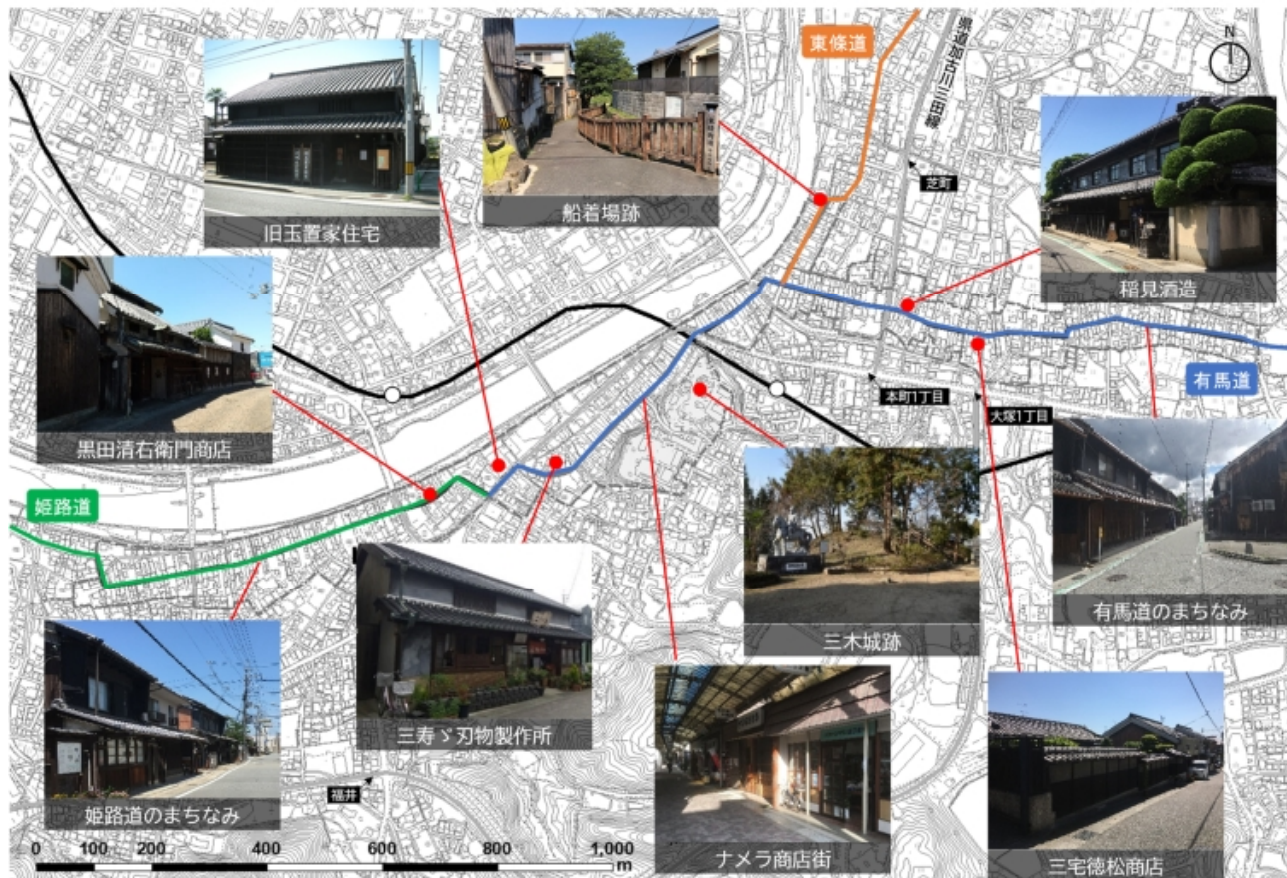 東條道
県道加古川三田線
N
芝町
船着場跡
旧玉置家住宅
稲見酒造
有馬道
本町1丁目
大塚1丁目
黒田清右衛門商店
姫路道
有馬道のまちなみ
三木城跡
三寿ゞ刃物製作所
福井
姫路道のまちなみ
ナメラ商店街
三宅徳松商店
0 100 200 400 600 800 1,000
m